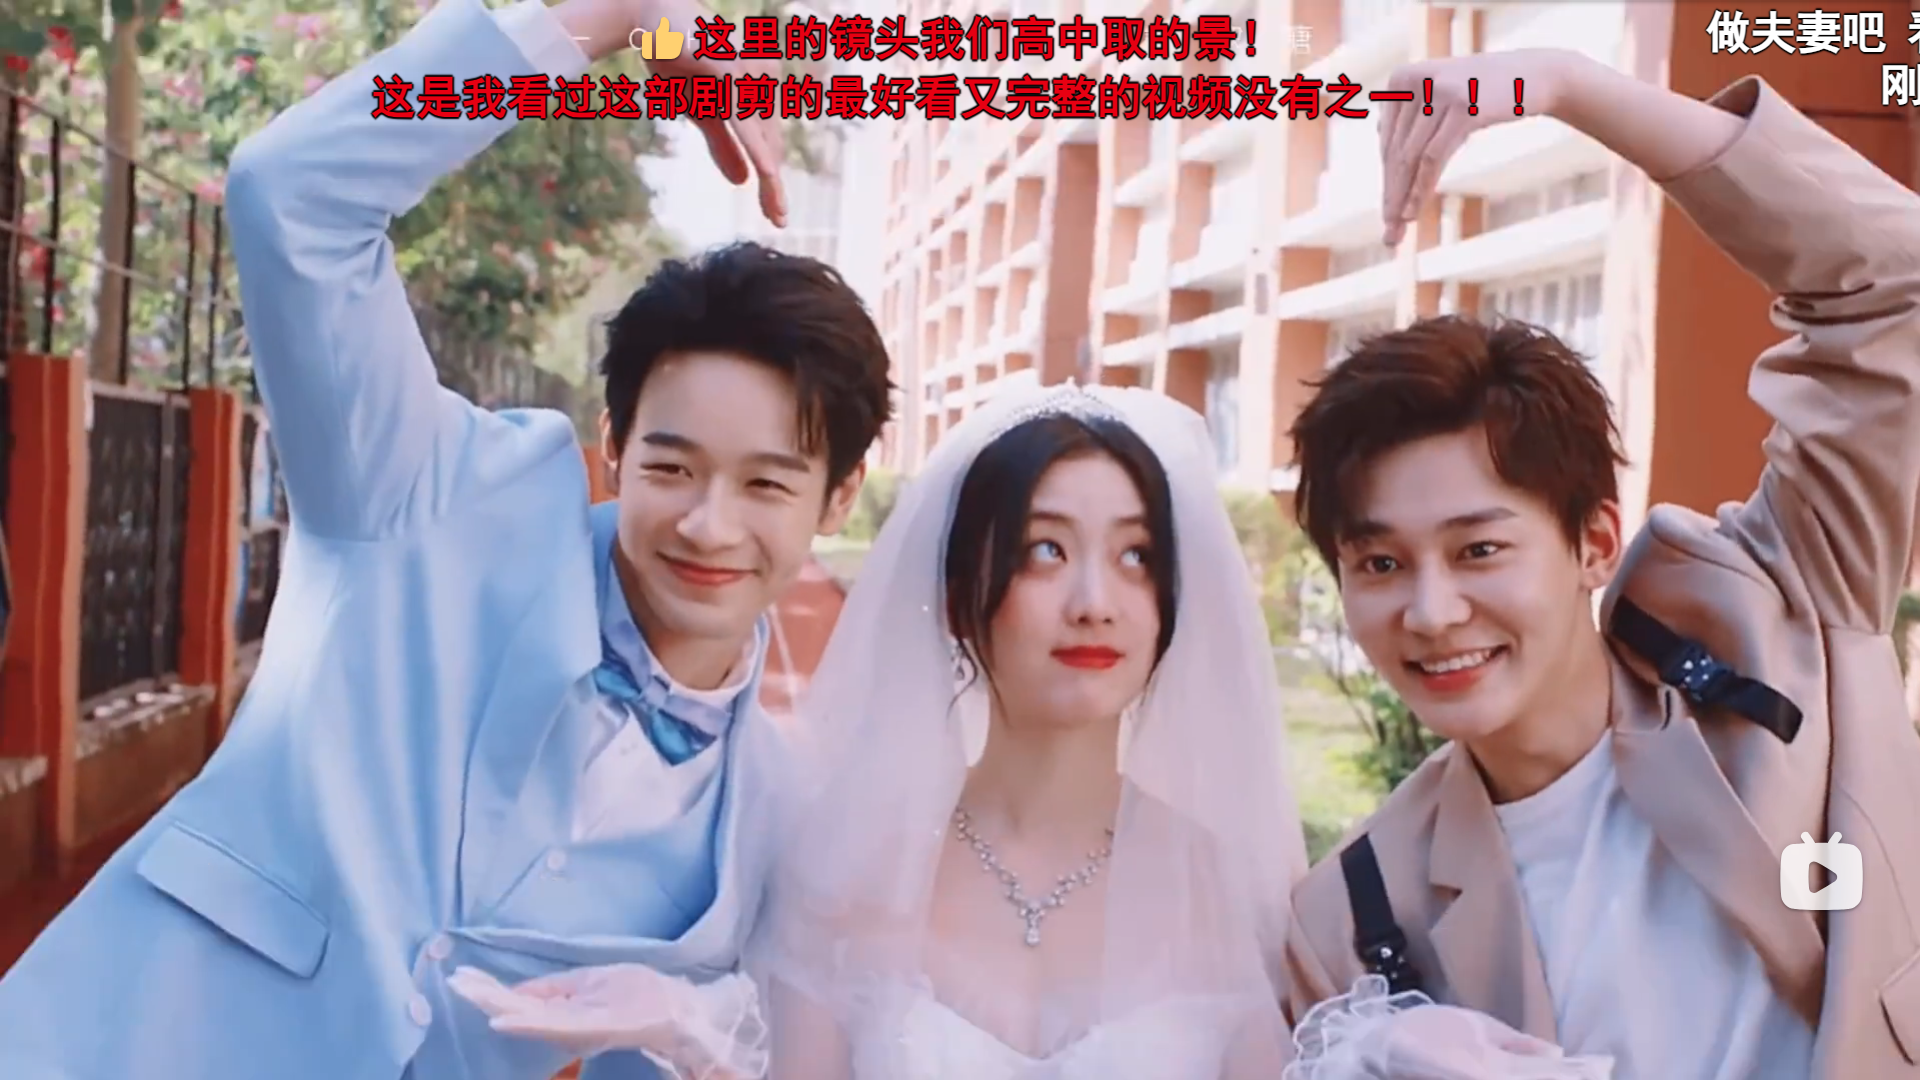 👍这里的镜头我们高中取的景！
做夫妻吧
这是我看过这部剧剪的最好看又完整的视频没有之一！！！
刚